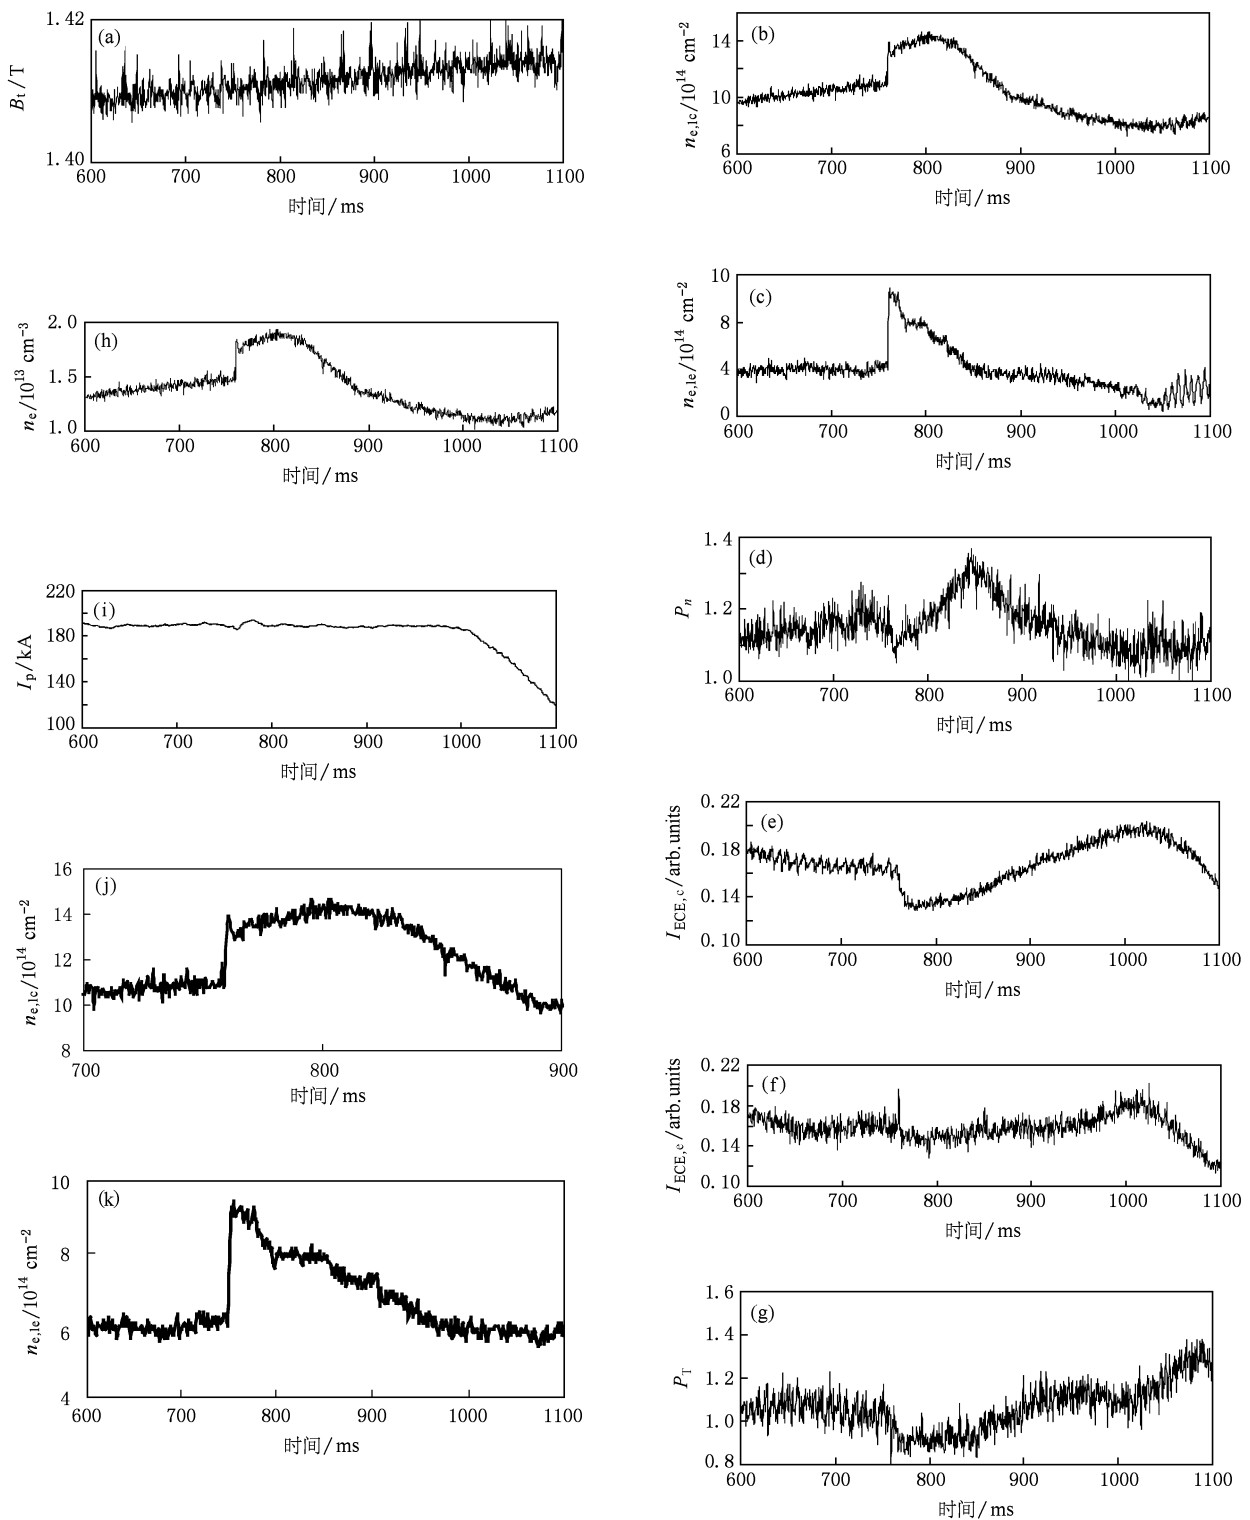 (a)
B_t/T
1.42
1.40
600 700 800 900 1000 1100
时间/ms
(b)
n_e,lc/10^14 cm^-2
14
10
6
600 700 800 900 1000 1100
时间/ms
(h)
n_e/10^13 cm^-3
2.0
1.5
1.0
600 700 800 900 1000 1100
时间/ms
(c)
n_e,le/10^14 cm^-2
10
8
4
0
600 700 800 900 1000 1100
时间/ms
(i)
I_p/kA
220
180
140
100
600 700 800 900 1000 1100
时间/ms
(d)
P_n
1.4
1.2
1.0
600 700 800 900 1000 1100
时间/ms
(j)
n_e,lc/10^14 cm^-2
16
14
12
10
8
700 800 900
时间/ms
(e)
I_ECE,c/arb.units
0.22
0.18
0.14
0.10
600 700 800 900 1000 1100
时间/ms
(k)
n_e,le/10^14 cm^-2
10
8
6
4
600 700 800 900 1000 1100
时间/ms
(f)
I_ECE,e/arb.units
0.22
0.18
0.14
0.10
600 700 800 900 1000 1100
时间/ms
(g)
P_T
1.6
1.4
1.2
1.0
0.8
600 700 800 900 1000 1100
时间/ms